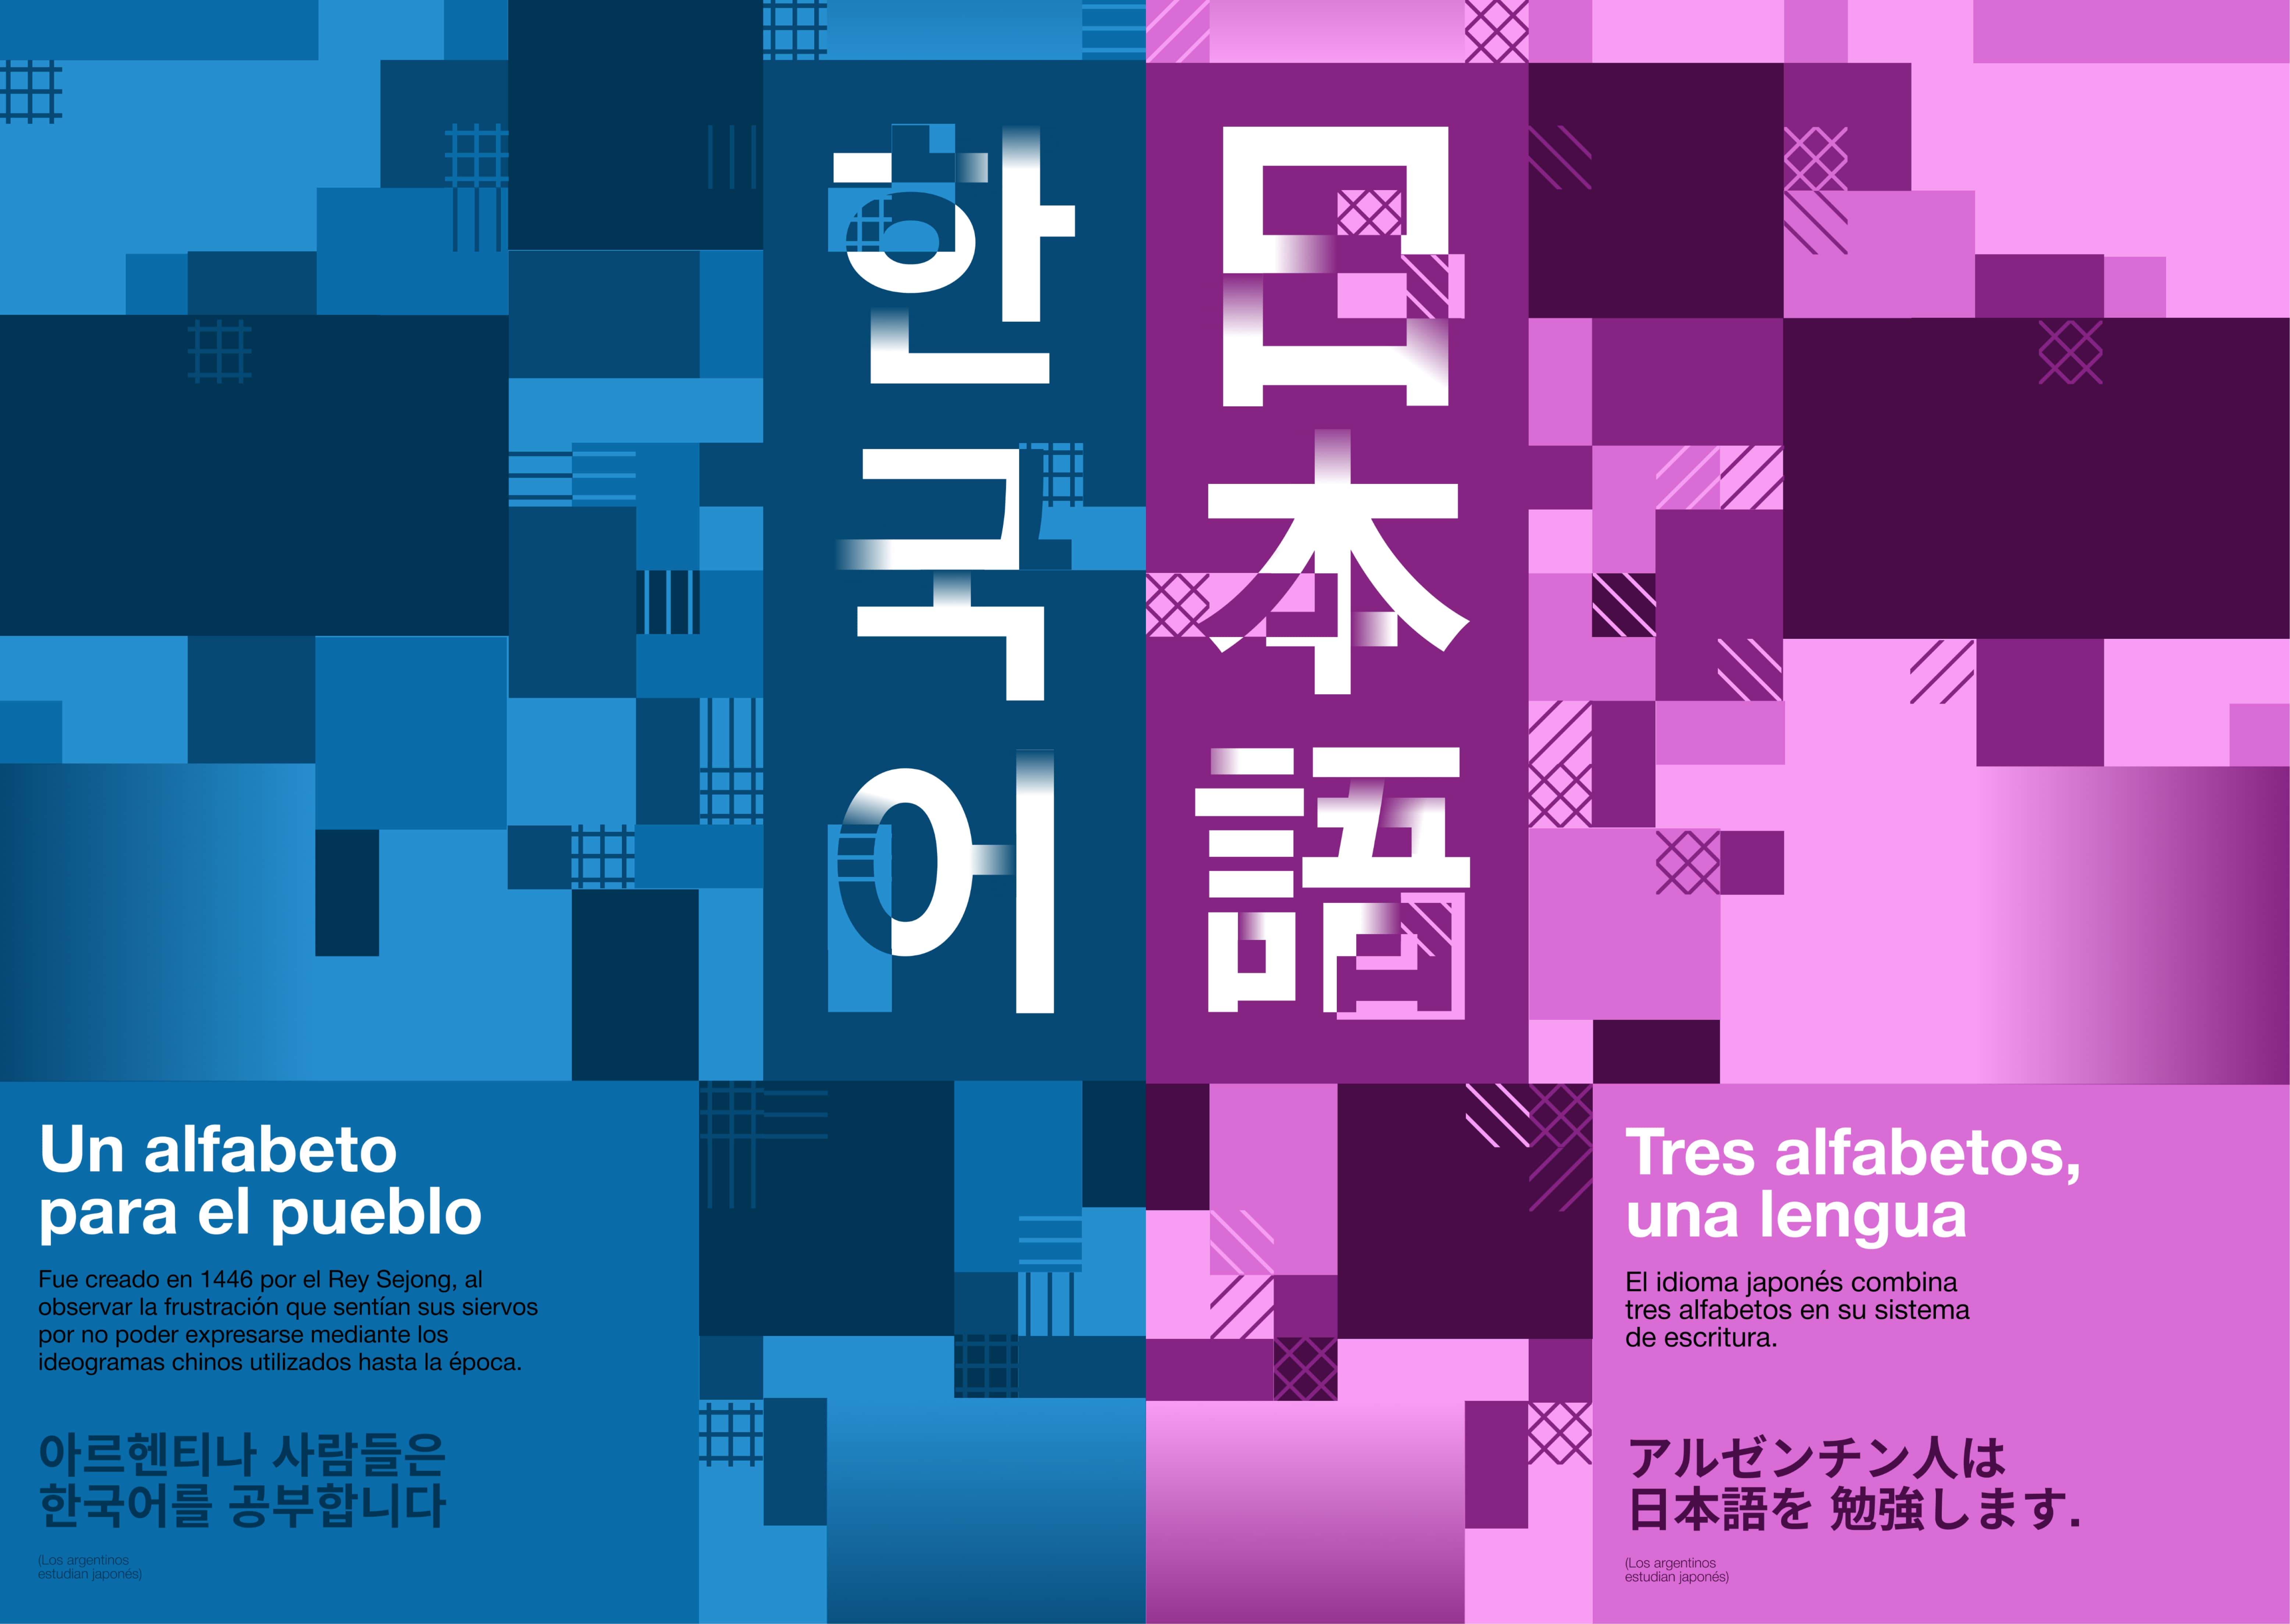 한국어
Un alfabeto
para el pueblo
Fue creado en 1446 por el Rey Sejong, al
observar la frustración que sentían sus siervos
por no poder expresarse mediante los
ideogramas chinos utilizados hasta la época.
아르헨티나 사람들은
한국어를 공부합니다
(Los argentinos
estudian japonés)
日本語
Tres alfabetos,
una lengua
El idioma japonés combina
tres alfabetos en su sistema
de escritura.
アルゼンチン人は
日本語を 勉強します.
(Los argentinos
estudian japonés)